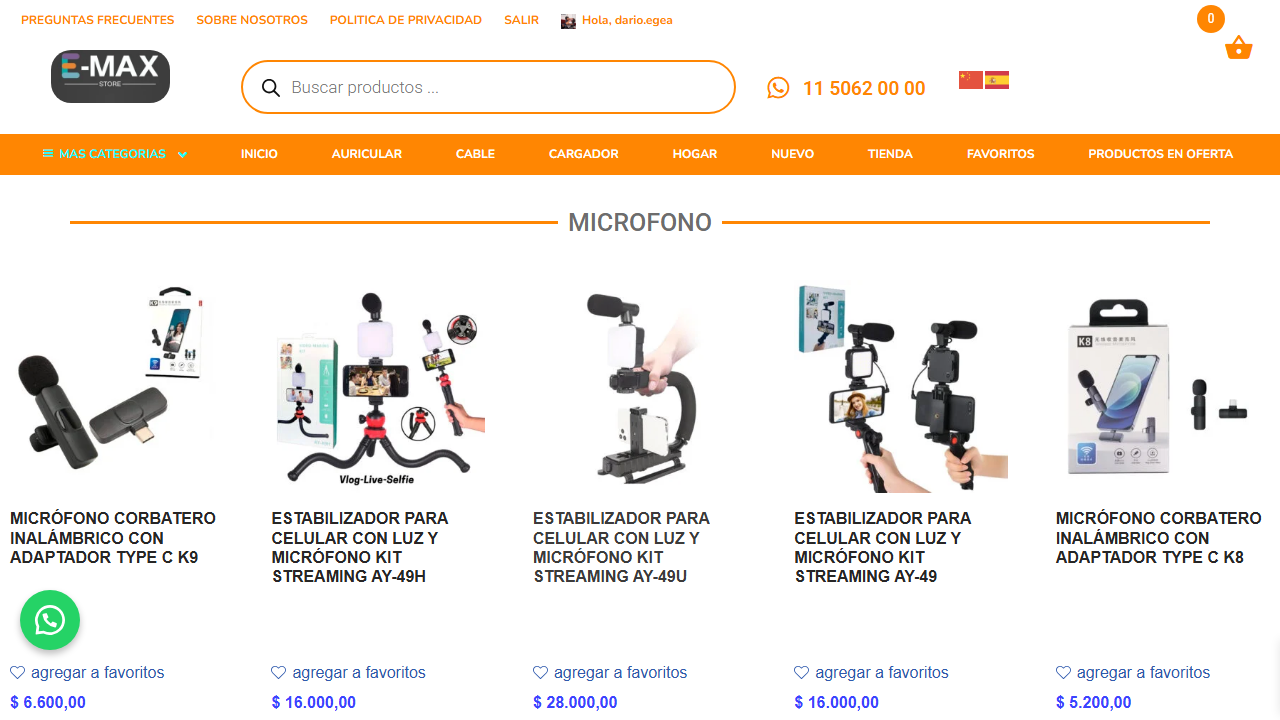 PREGUNTAS FRECUENTES SOBRE NOSOTROS POLITICA DE PRIVACIDAD SALIR Hola, dario.egea 0
E-MAX
STORE
Buscar productos ... 11 5062 00 00
MAS CATEGORIAS INICIO AURICULAR CABLE CARGADOR HOGAR NUEVO TIENDA FAVORITOS PRODUCTOS EN OFERTA
MICROFONO
K9
K8
Vlog-Live-Selfie
MICRÓFONO CORBATERO
INALÁMBRICO CON
ADAPTADOR TYPE C K9
ESTABILIZADOR PARA
CELULAR CON LUZ Y
MICRÓFONO KIT
STREAMING AY-49H
ESTABILIZADOR PARA
CELULAR CON LUZ Y
MICRÓFONO KIT
STREAMING AY-49U
ESTABILIZADOR PARA
CELULAR CON LUZ Y
MICRÓFONO KIT
STREAMING AY-49
MICRÓFONO CORBATERO
INALÁMBRICO CON
ADAPTADOR TYPE C K8
agregar a favoritos agregar a favoritos agregar a favoritos agregar a favoritos agregar a favoritos
$ 6.600,00 $ 16.000,00 $ 28.000,00 $ 16.000,00 $ 5.200,00